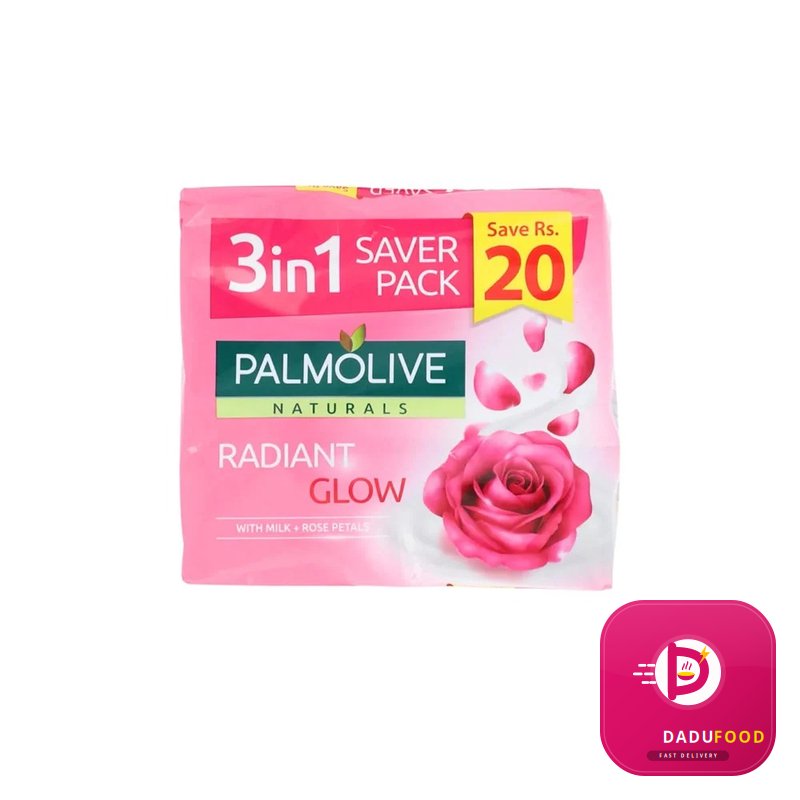 3in1 SAVER PACK
Save Rs.
20
PALMOLIVE
NATURALS
RADIANT
GLOW
WITH MILK + ROSE PETALS
DADUFOOD
FAST DELIVERY